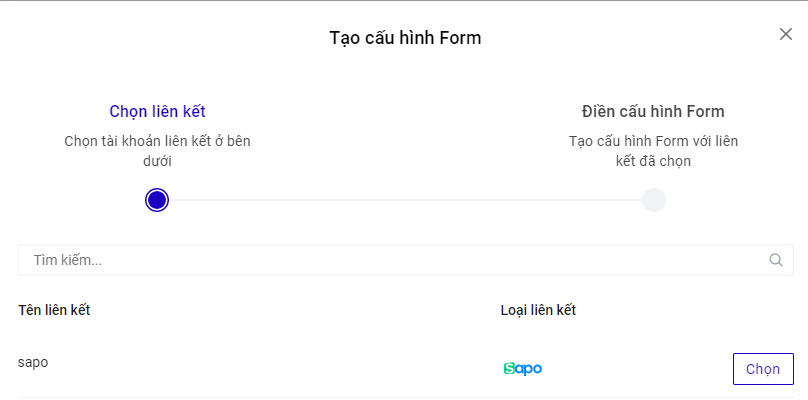 Tạo cấu hình Form
Chọn liên kết
Chọn tài khoản liên kết ở bên
dưới
Điền cấu hình Form
Tạo cấu hình Form với liên
kết đã chọn
Tìm kiếm...
Tên liên kết
Loại liên kết
sapo
Sapo
Chọn